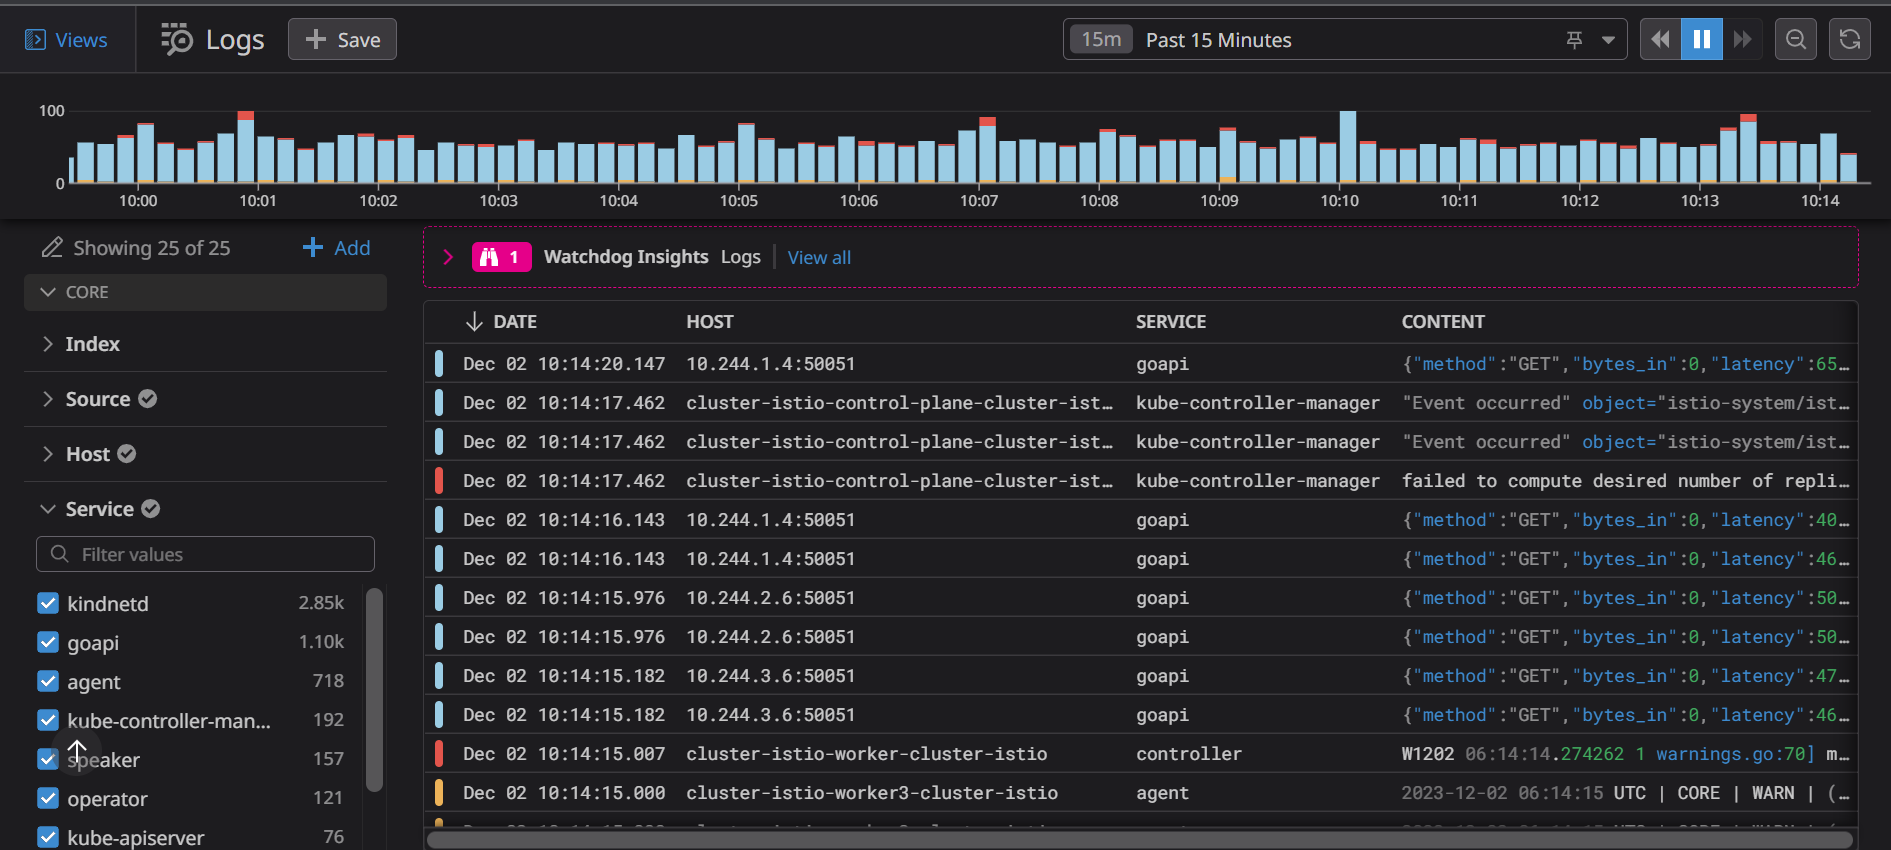 Views Logs + Save 15m Past 15 Minutes
100
0
10:00 10:01 10:02 10:03 10:04 10:05 10:06 10:07 10:08 10:09 10:10 10:11 10:12 10:13 10:14
Showing 25 of 25 + Add
CORE
Index
Source
Host
Service
Filter values
kindnetd 2.85k
goapi 1.10k
agent 718
kube-controller-man... 192
speaker 157
operator 121
kube-apiserver 76
1 Watchdog Insights Logs View all
DATE HOST SERVICE CONTENT
Dec 02 10:14:20.147 10.244.1.4:50051 goapi {"method":"GET","bytes_in":0,"latency":65…
Dec 02 10:14:17.462 cluster-istio-control-plane-cluster-ist… kube-controller-manager "Event occurred" object="istio-system/ist…
Dec 02 10:14:17.462 cluster-istio-control-plane-cluster-ist… kube-controller-manager "Event occurred" object="istio-system/ist…
Dec 02 10:14:17.462 cluster-istio-control-plane-cluster-ist… kube-controller-manager failed to compute desired number of repli…
Dec 02 10:14:16.143 10.244.1.4:50051 goapi {"method":"GET","bytes_in":0,"latency":40…
Dec 02 10:14:16.143 10.244.1.4:50051 goapi {"method":"GET","bytes_in":0,"latency":46…
Dec 02 10:14:15.976 10.244.2.6:50051 goapi {"method":"GET","bytes_in":0,"latency":50…
Dec 02 10:14:15.976 10.244.2.6:50051 goapi {"method":"GET","bytes_in":0,"latency":50…
Dec 02 10:14:15.182 10.244.3.6:50051 goapi {"method":"GET","bytes_in":0,"latency":47…
Dec 02 10:14:15.182 10.244.3.6:50051 goapi {"method":"GET","bytes_in":0,"latency":46…
Dec 02 10:14:15.007 cluster-istio-worker-cluster-istio controller W1202 06:14:14.274262 1 warnings.go:70] m…
Dec 02 10:14:15.000 cluster-istio-worker3-cluster-istio agent 2023-12-02 06:14:15 UTC | CORE | WARN | (…